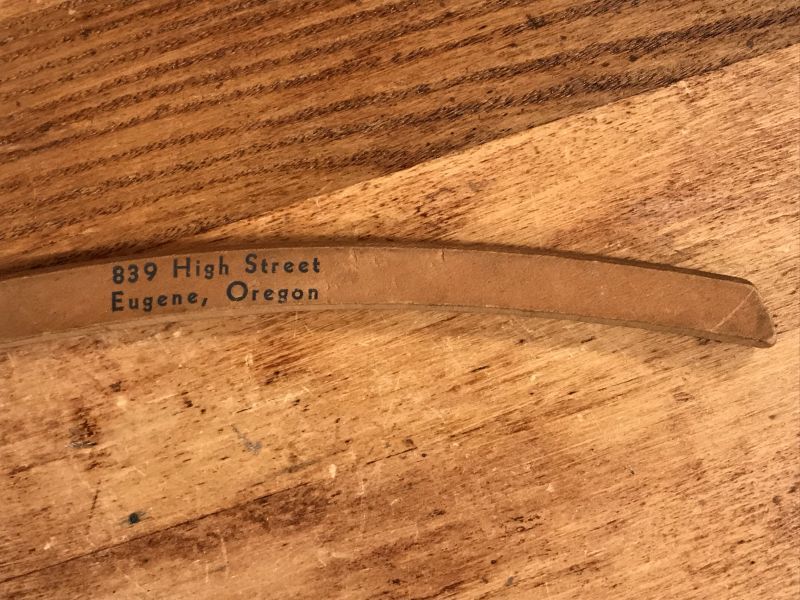 839 High Street
Eugene, Oregon